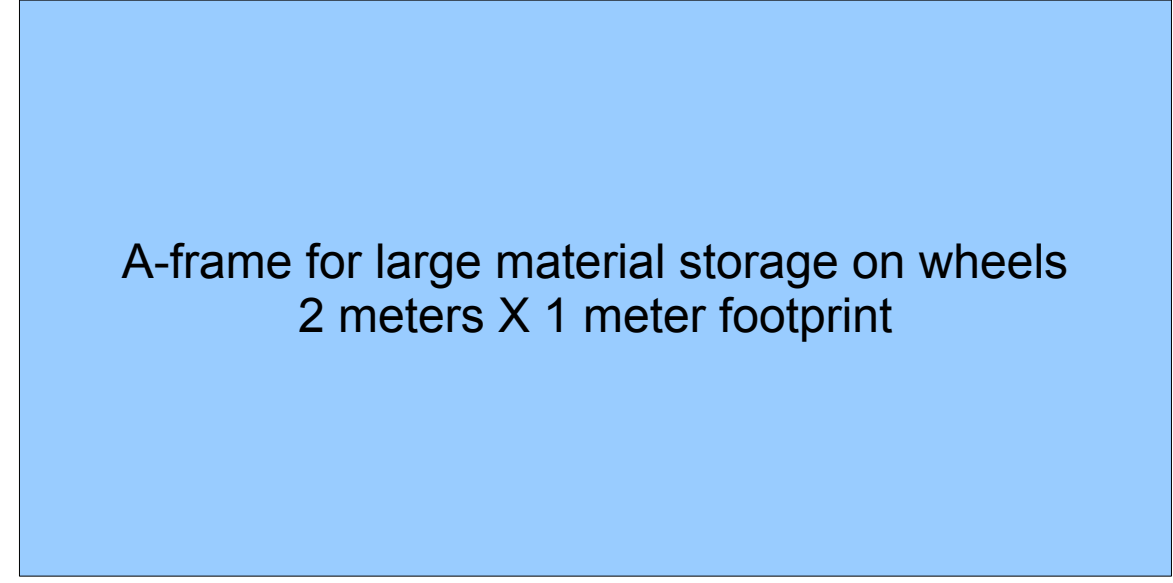 A-frame for large material storage on wheels
2 meters X 1 meter footprint